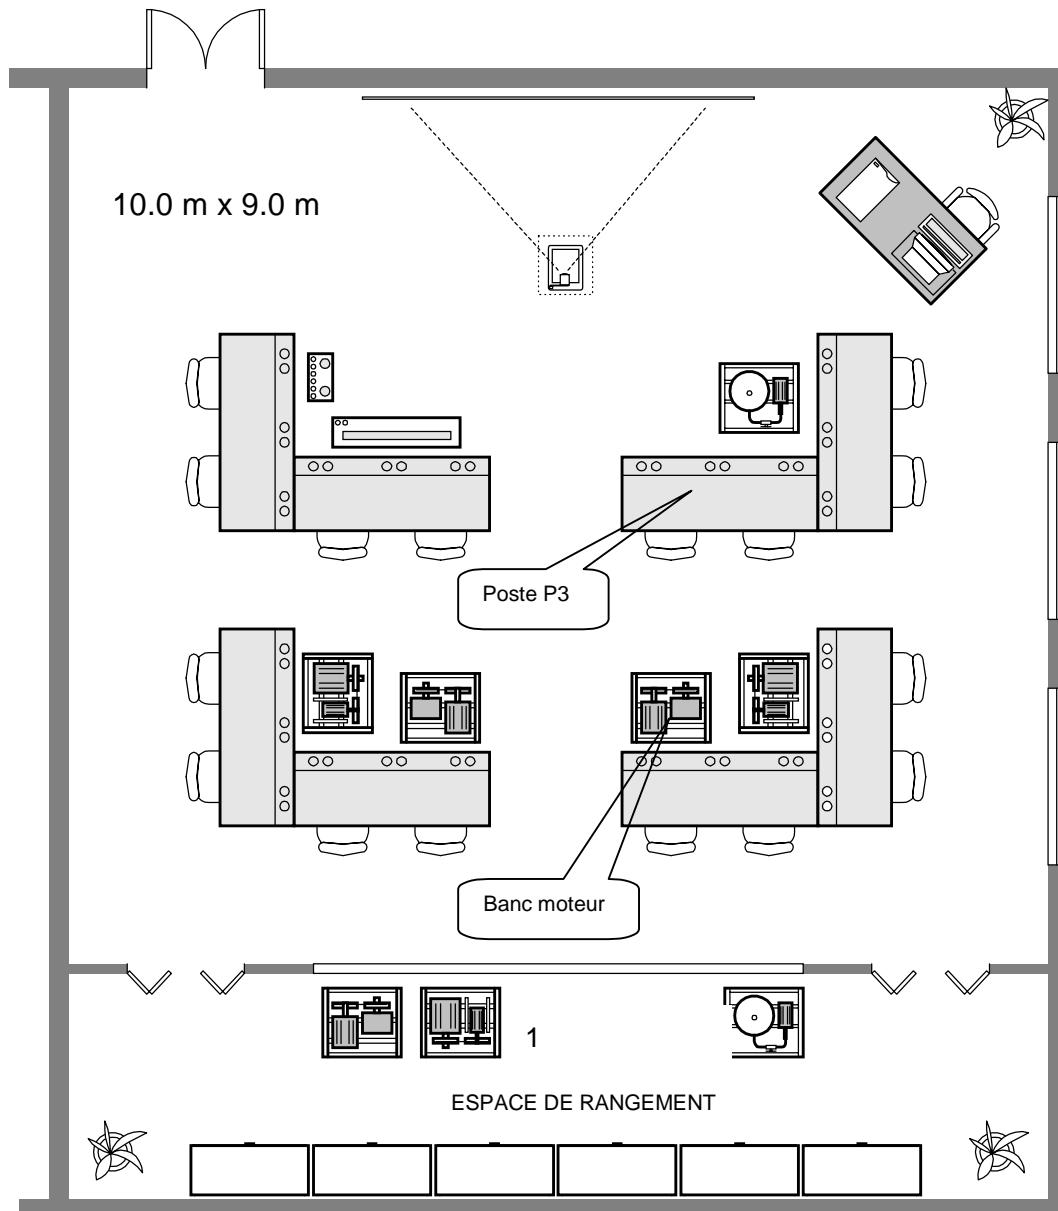 10.0 m x 9.0 m
Poste P3
Banc moteur
1
ESPACE DE RANGEMENT